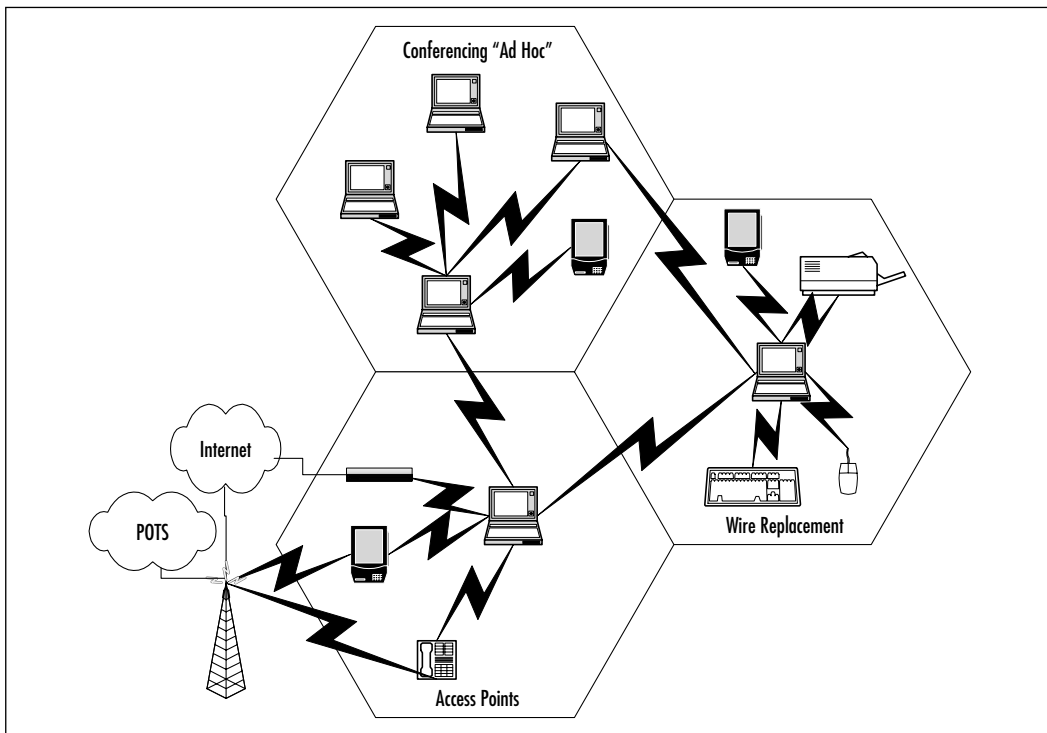 Conferencing “Ad Hoc”
Internet
POTS
Wire Replacement
Access Points